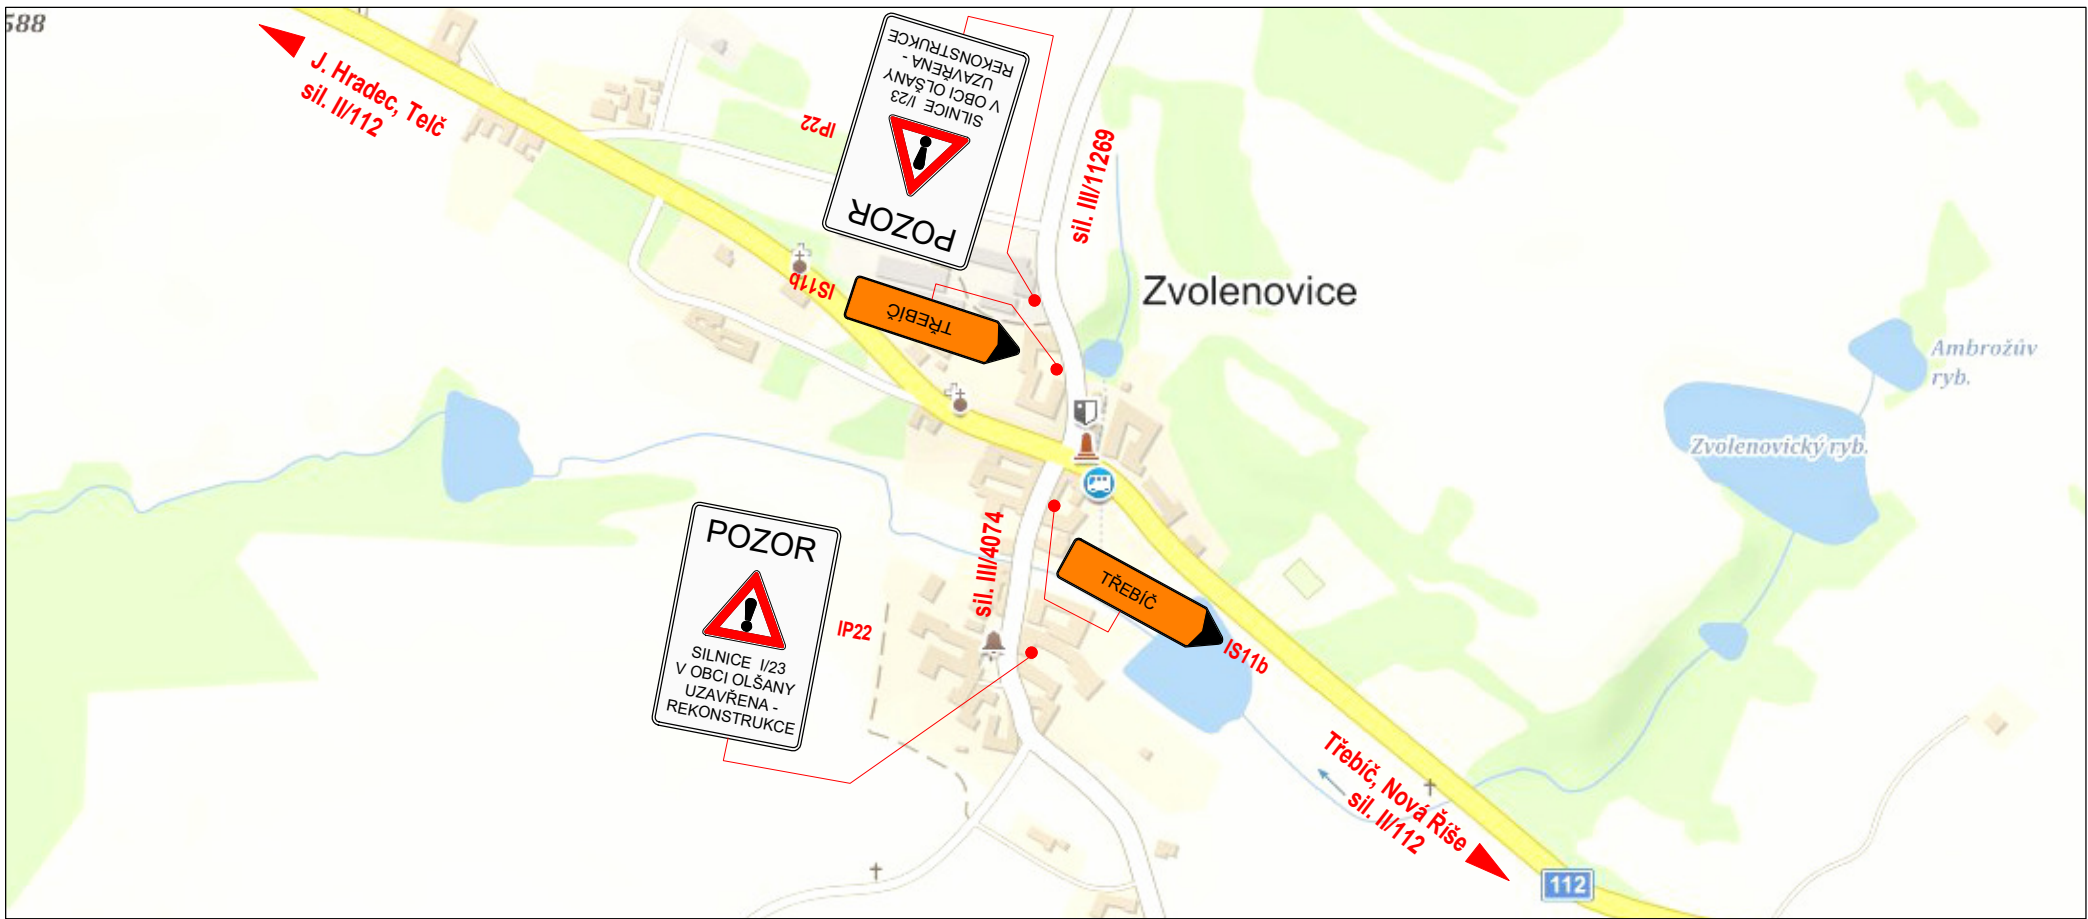 588
J. Hradec, Telč
sil. II/112
IP22
POZOR
SILNICE I/23
V OBCI OLŠANY
UZAVŘENA -
REKONSTRUKCE
sil. III/11269
IS11b
TŘEBÍČ
Zvolenovice
Ambrožův
ryb.
Zvolenovický ryb.
POZOR
SILNICE I/23
V OBCI OLŠANY
UZAVŘENA -
REKONSTRUKCE
IP22
sil. III/4074
TŘEBÍČ
IS11b
Třebíč, Nová Říše
sil. II/112
112